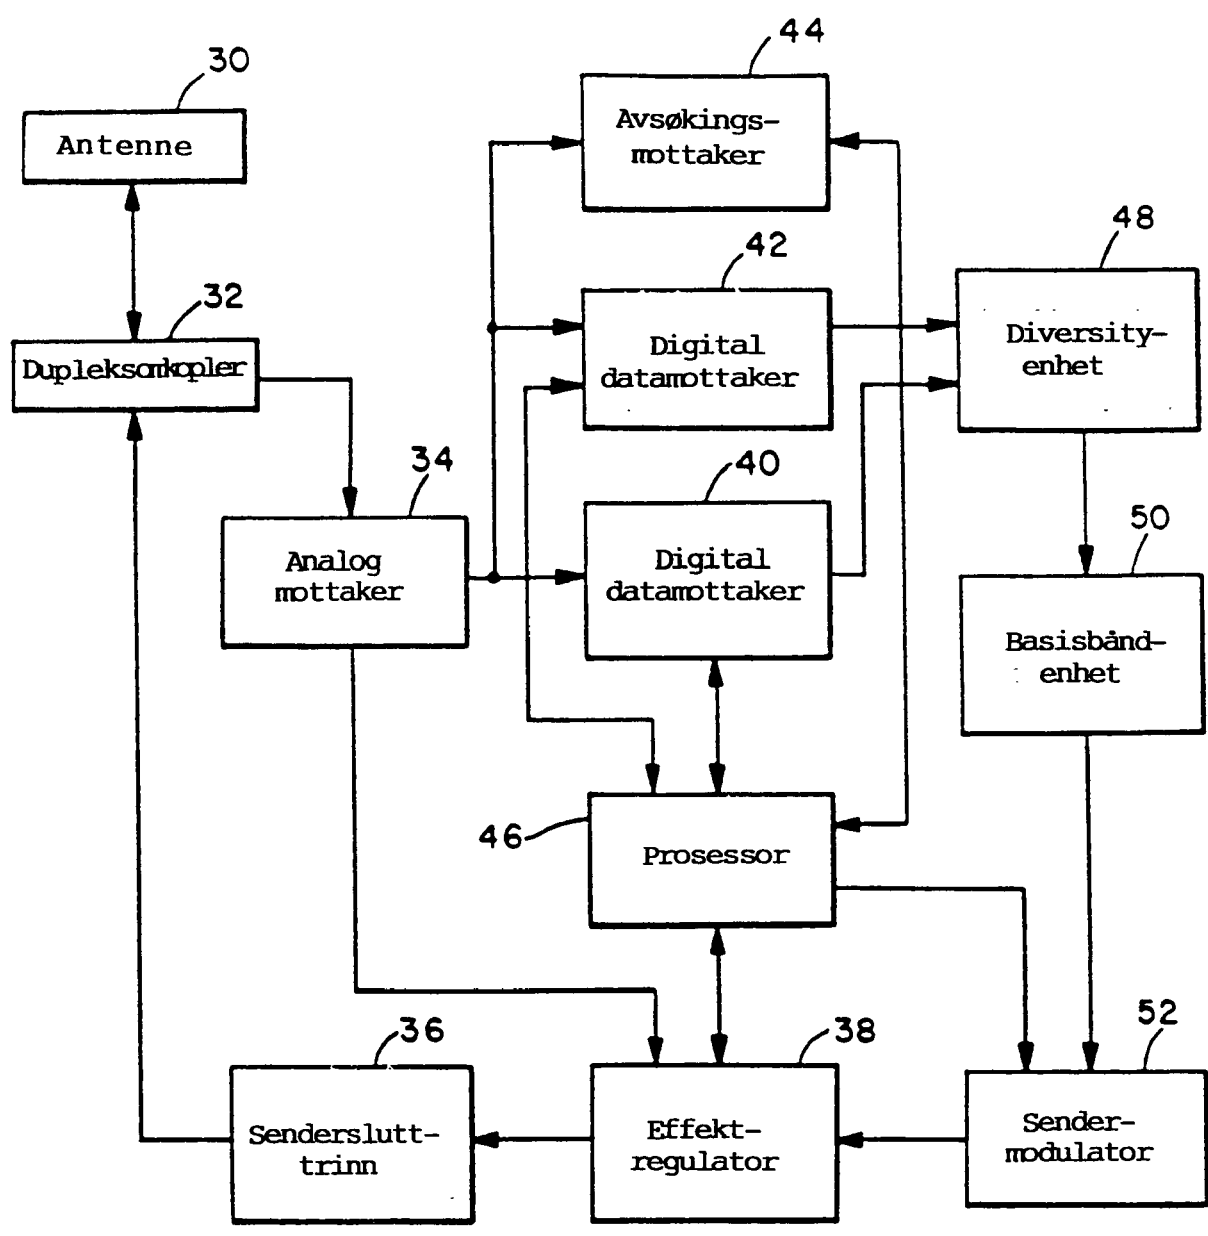 44
30
Avsøkings-
mottaker
Antenne
48
42
32
Diversity-
enhet
Digital
datamottaker
Dupleksomkopler
34
40
50
Analog
mottaker
Digital
datamottaker
Basisbånd-
enhet
46
Prosessor
36
38
52
Sendersluttt-
trinn
Effekt-
regulator
Sender-
modulator